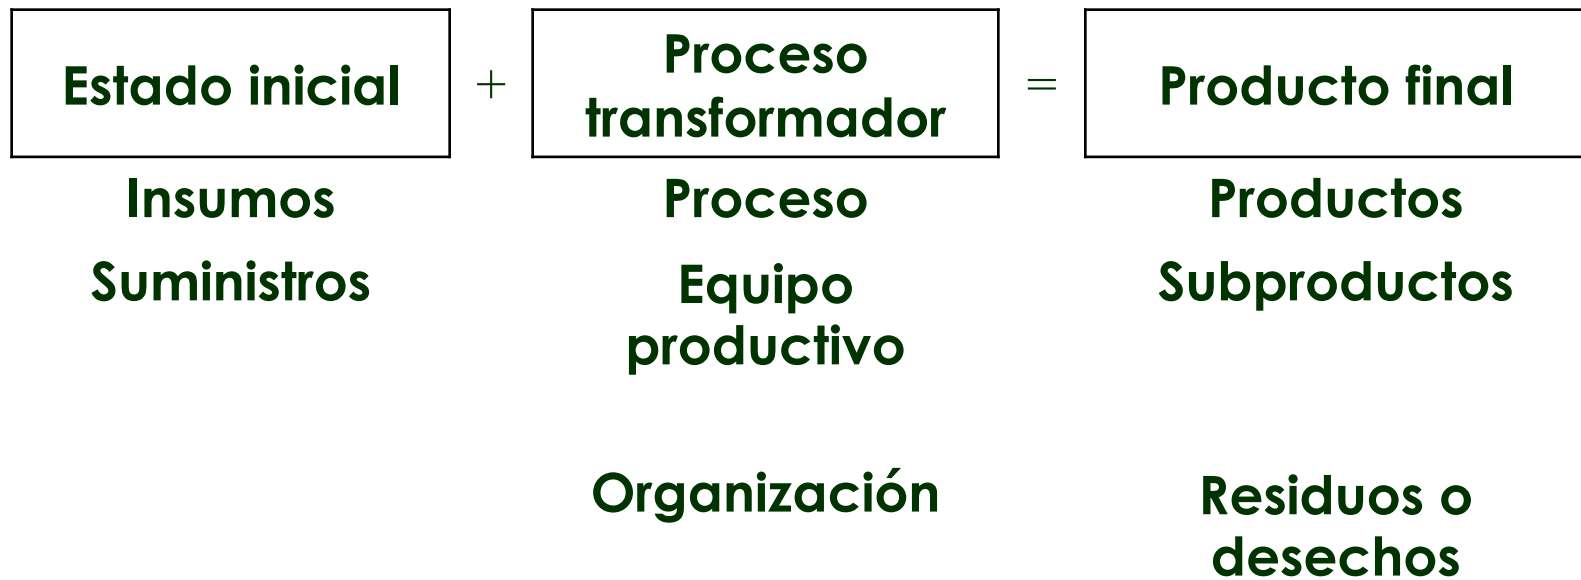 Estado inicial + Proceso transformador = Producto final
Insumos
Proceso
Productos
Suministros
Equipo
productivo
Subproductos
Organización
Residuos o
desechos